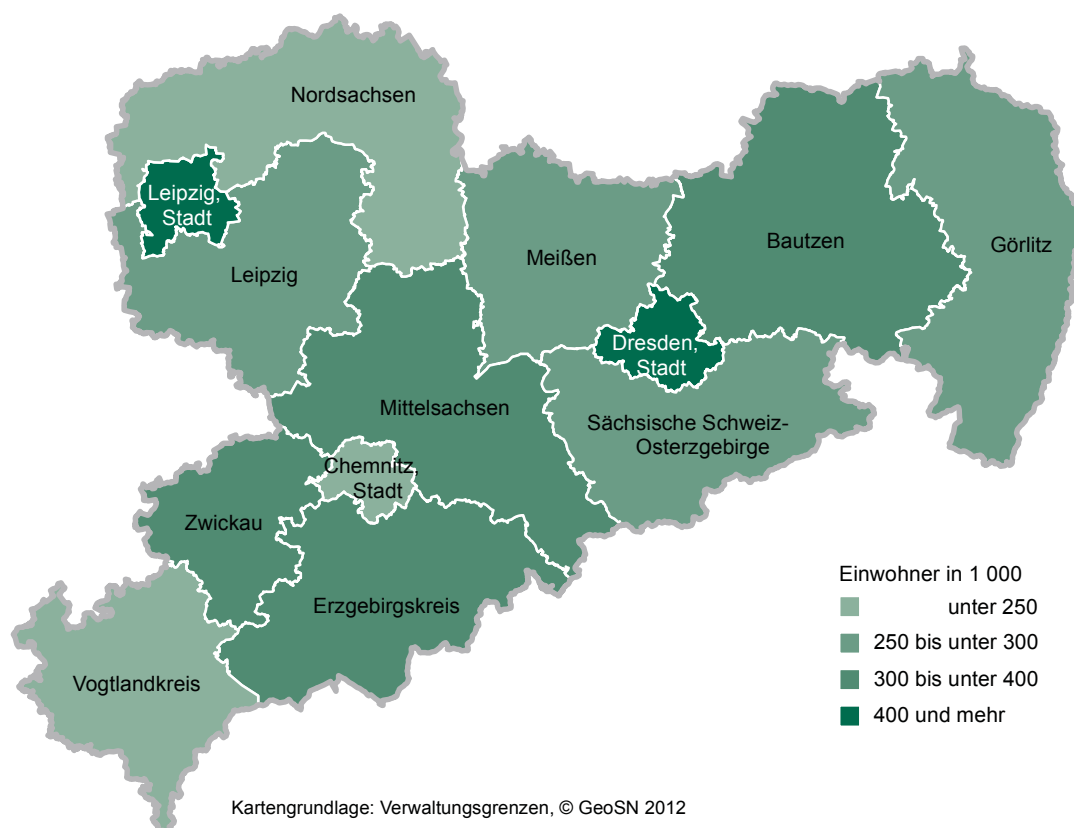 Nordsachsen
Leipzig,
Stadt
Leipzig
Meißen
Bautzen
Görlitz
Dresden,
Stadt
Mittelsachsen
Sächsische Schweiz-
Osterzgebirge
Chemnitz,
Stadt
Zwickau
Erzgebirgskreis
Vogtlandkreis
Einwohner in 1 000
unter 250
250 bis unter 300
300 bis unter 400
400 und mehr
Kartengrundlage: Verwaltungsgrenzen, © GeoSN 2012